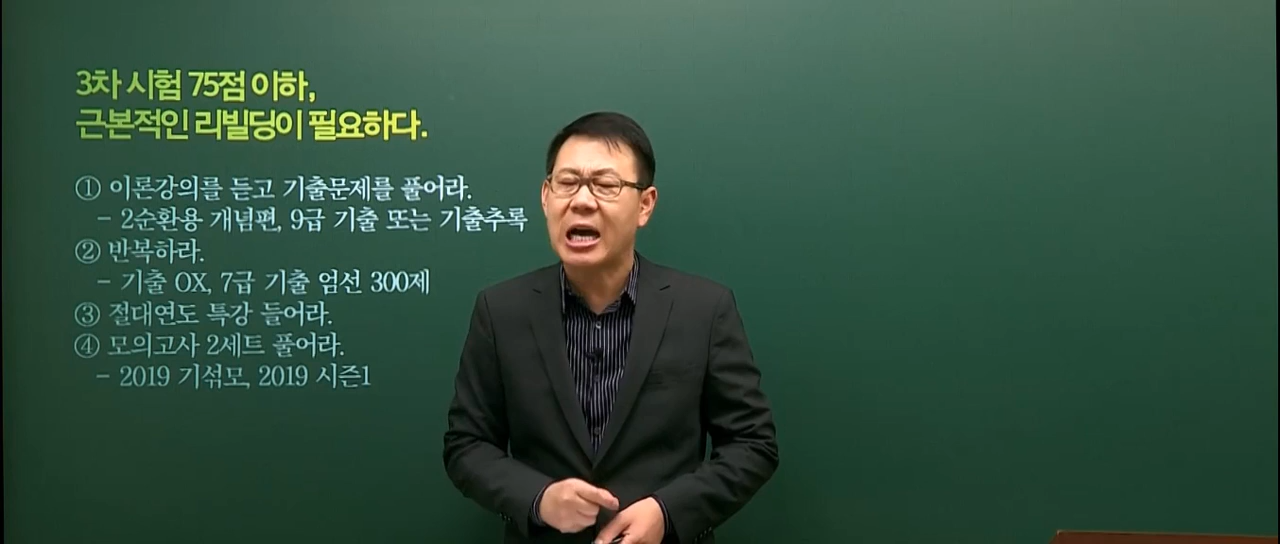 3차 시험 75점 이하,
근본적인 리빌딩이 필요하다.
① 이론강의를 듣고 기출문제를 풀어라.
- 2순환용 개념편, 9급 기출 또는 기출추록
② 반복하라.
- 기출 OX, 7급 기출 엄선 300제
③ 절대연도 특강 들어라.
④ 모의고사 2세트 풀어라.
- 2019 기섞모, 2019 시즌1